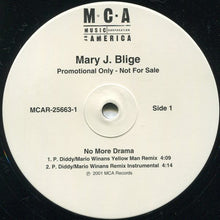 M·C·A
MUSIC CORPORATION
OF AMERICA
Mary J. Blige
Promotional Only - Not For Sale
MCAR-25663-1 Side 1
No More Drama
1. P. Diddy/Mario Winans Yellow Man Remix 4:09
2. P. Diddy/Mario Winans Remix Instrumental 4:14
℗ 2001 MCA Records